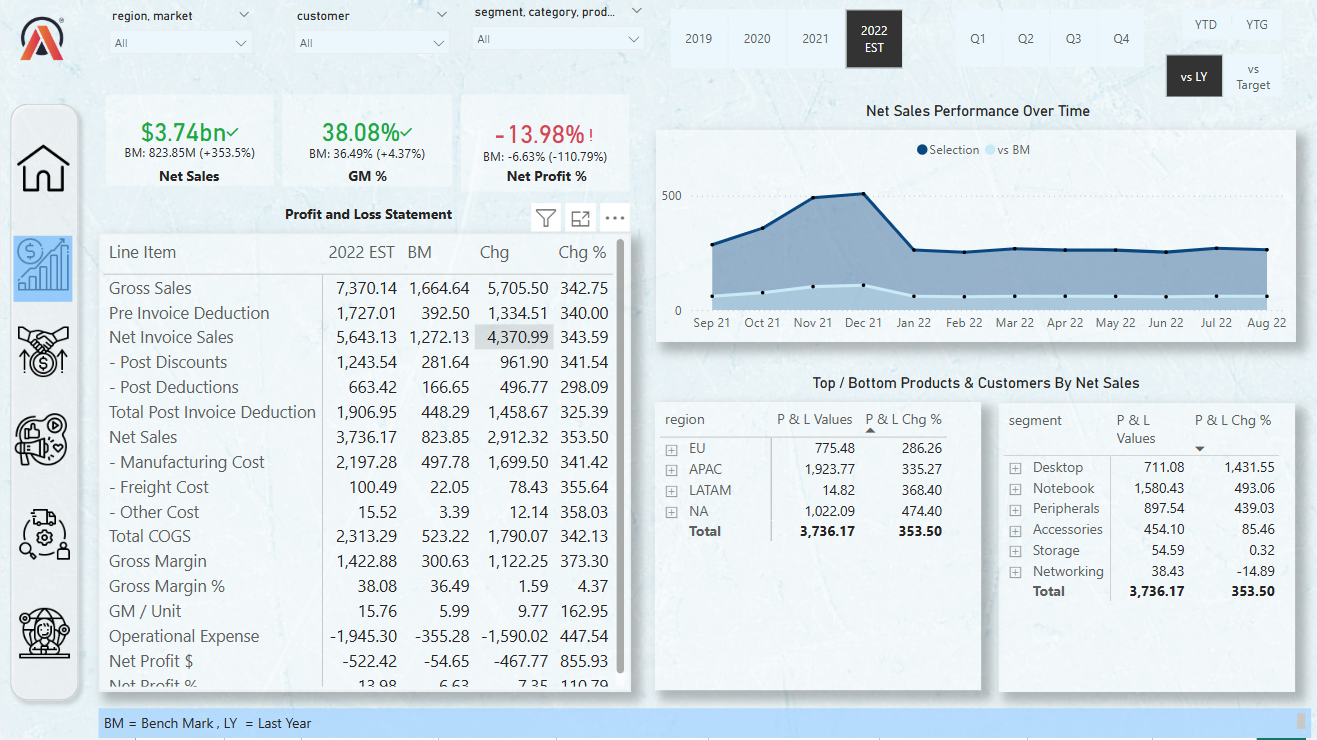 region, market
customer
segment, category, prod...
All
All
All
2019 2020 2021 2022 EST
Q1 Q2 Q3 Q4
YTD YTG
vs LY
vs Target
$3.74bn
BM: 823.85M (+353.5%)
Net Sales
38.08%
BM: 36.49% (+4.37%)
GM %
-13.98% !
BM: -6.63% (-110.79%)
Net Profit %
Net Sales Performance Over Time
Selection vs BM
500
0
Sep 21 Oct 21 Nov 21 Dec 21 Jan 22 Feb 22 Mar 22 Apr 22 May 22 Jun 22 Jul 22 Aug 22
Profit and Loss Statement
Line Item 2022 EST BM Chg Chg %
Gross Sales 7,370.14 1,664.64 5,705.50 342.75
Pre Invoice Deduction 1,727.01 392.50 1,334.51 340.00
Net Invoice Sales 5,643.13 1,272.13 4,370.99 343.59
- Post Discounts 1,243.54 281.64 961.90 341.54
- Post Deductions 663.42 166.65 496.77 298.09
Total Post Invoice Deduction 1,906.95 448.29 1,458.67 325.39
Net Sales 3,736.17 823.85 2,912.32 353.50
- Manufacturing Cost 2,197.28 497.78 1,699.50 341.42
- Freight Cost 100.49 22.05 78.43 355.64
- Other Cost 15.52 3.39 12.14 358.03
Total COGS 2,313.29 523.22 1,790.07 342.13
Gross Margin 1,422.88 300.63 1,122.25 373.30
Gross Margin % 38.08 36.49 1.59 4.37
GM / Unit 15.76 5.99 9.77 162.95
Operational Expense -1,945.30 -355.28 -1,590.02 447.54
Net Profit $ -522.42 -54.65 -467.77 855.93
Net Profit % 13.98 6.63 7.35 110.79
Top / Bottom Products & Customers By Net Sales
region P & L Values P & L Chg %
EU 775.48 286.26
APAC 1,923.77 335.27
LATAM 14.82 368.40
NA 1,022.09 474.40
Total 3,736.17 353.50
segment P & L Values P & L Chg %
Desktop 711.08 1,431.55
Notebook 1,580.43 493.06
Peripherals 897.54 439.03
Accessories 454.10 85.46
Storage 54.59 0.32
Networking 38.43 -14.89
Total 3,736.17 353.50
BM = Bench Mark , LY = Last Year